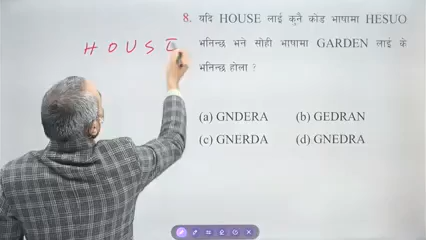 8. यदि HOUSE लाई कुनै कोड भाषामा HESUO
भनिन्छ भने सोही भाषामा GARDEN लाई के
भनिन्छ होला ?
H O U S E
(a) GNDERA (b) GEDRAN
(c) GNERDA (d) GNEDRA